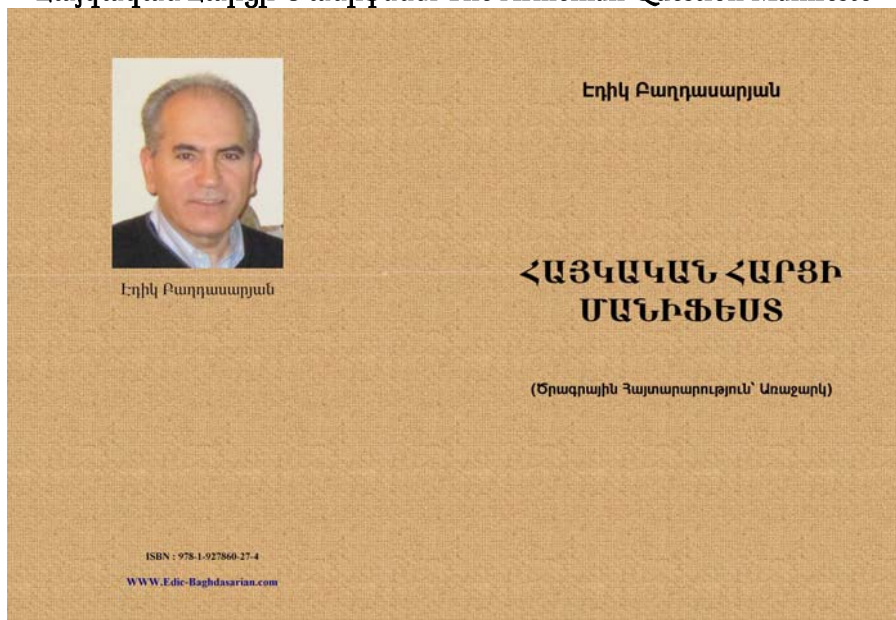 Էդիկ Բաղդասարյան
ISBN : 978-1-927860-27-4
WWW.Edic-Baghdasarian.com
Էդիկ Բաղդասարյան
ՀԱՅԿԱԿԱՆ ՀԱՐՑԻ
ՄԱՆԻՖԵՍՏ
(Ծրագրային Հայտարարություն՝ Առաջարկ)